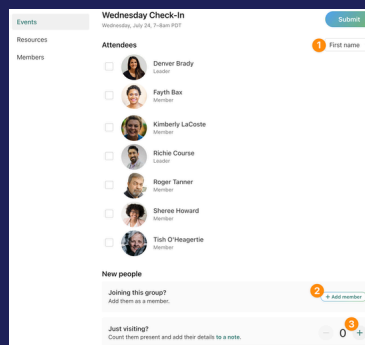 Events
Resources
Members
Wednesday Check-In
Wednesday, July 24, 7–8am PDT
Submit
Attendees
1 First name
Denver Brady
Leader
Fayth Bax
Member
Kimberly LaCoste
Member
Richie Course
Leader
Roger Tanner
Member
Sheree Howard
Member
Tish O'Heagertie
Member
New people
Joining this group?
Add them as a member.
2
+ Add member
Just visiting?
Count them present and add their details to a note.
3
− 0 +